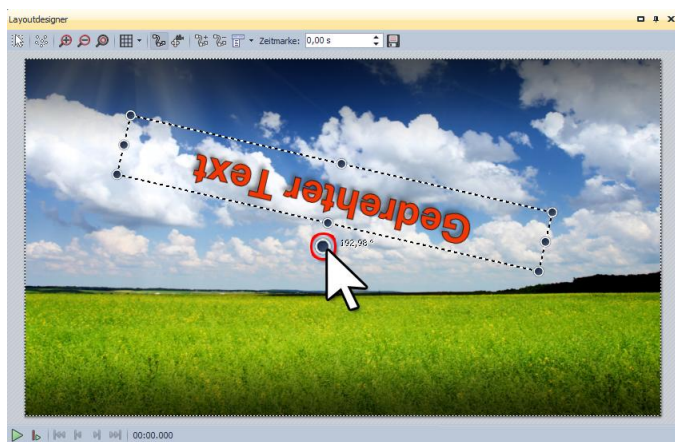 Layoutdesigner
Zeitmarke: 0,00 s
Gedrehter Text
192,98 °
00:00.000